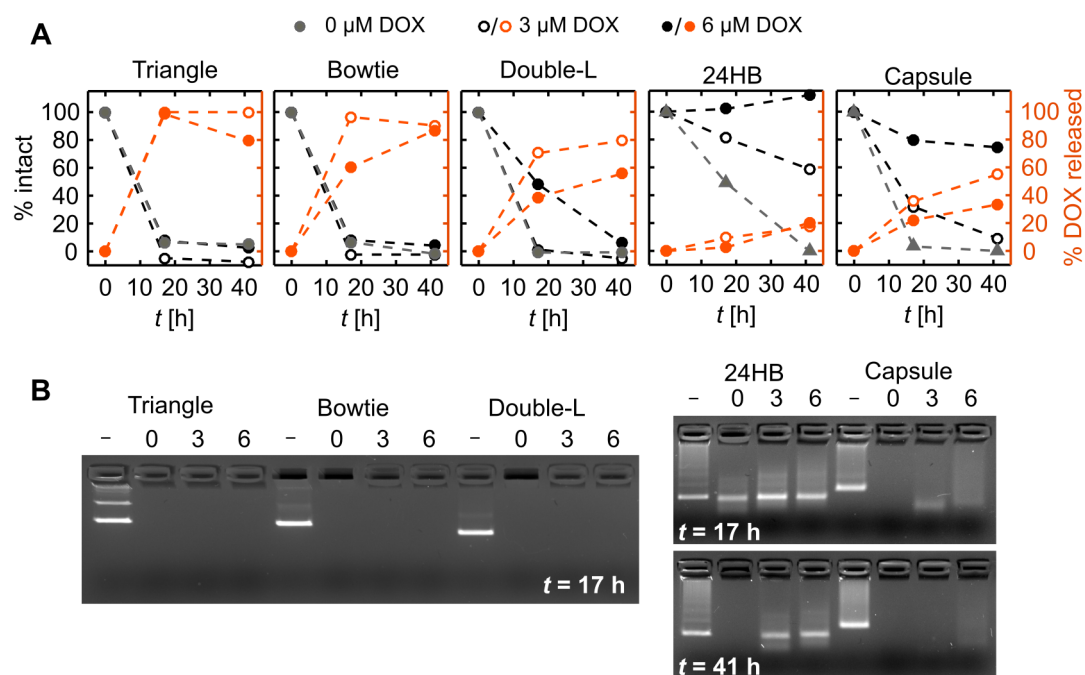 A
0 μM DOX / 3 μM DOX / 6 μM DOX
Triangle Bowtie Double-L 24HB Capsule
% intact
100
80
60
40
20
0
100
80
60
40
20
0
% DOX released
0 10 20 30 40 0 10 20 30 40 0 10 20 30 40 0 10 20 30 40 0 10 20 30 40
t [h] t [h] t [h] t [h] t [h]
B
Triangle Bowtie Double-L
– 0 3 6 – 0 3 6 – 0 3 6
t = 17 h
24HB Capsule
– 0 3 6 – 0 3 6
t = 17 h
t = 41 h